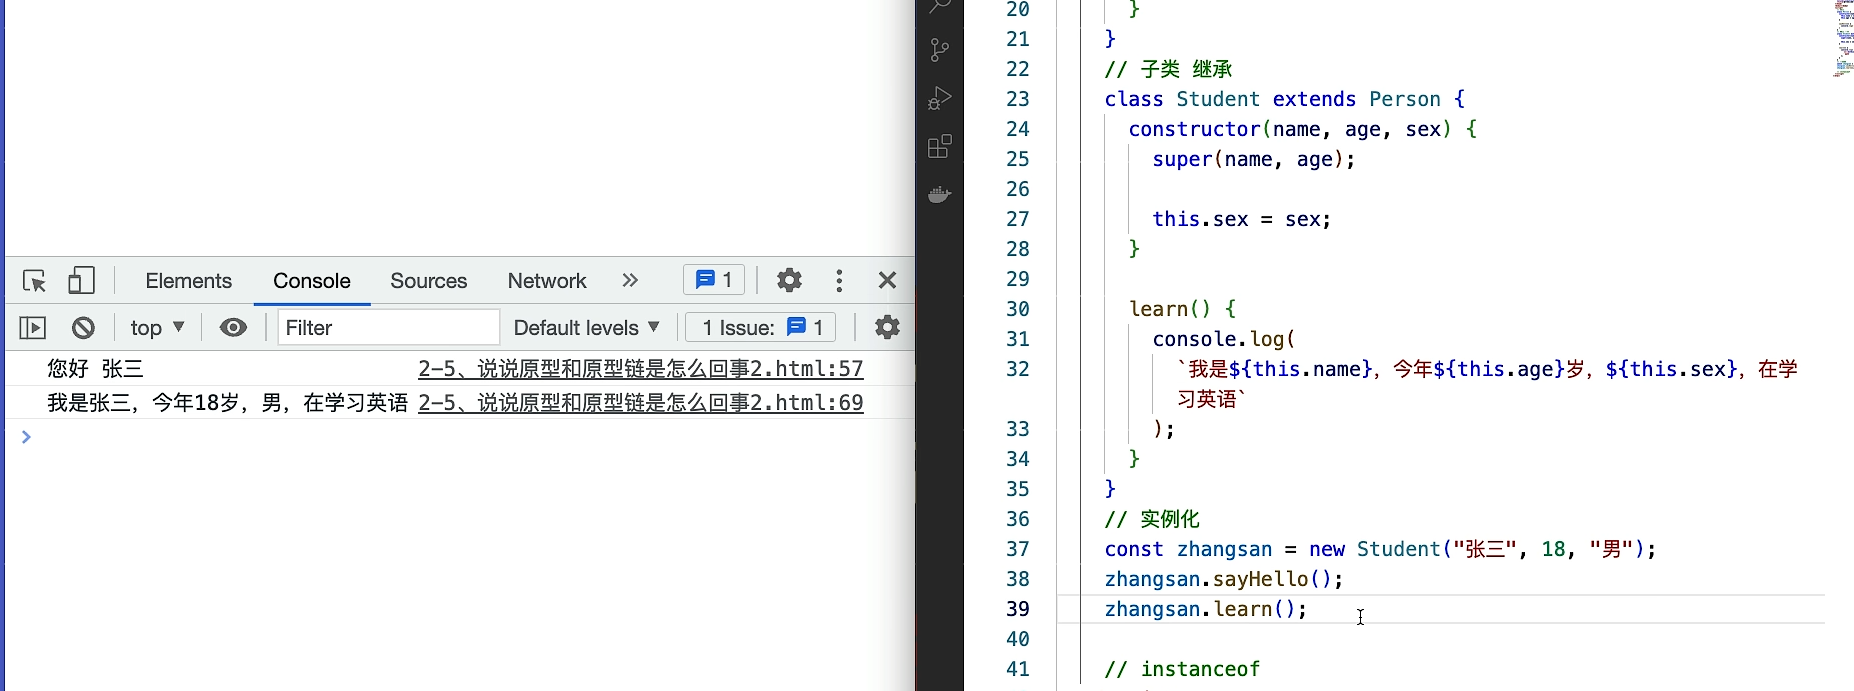 Elements Console Sources Network 1
top Filter Default levels 1 Issue: 1
您好 张三 2-5、说说原型和原型链是怎么回事2.html:57
我是张三，今年18岁，男，在学习英语 2-5、说说原型和原型链是怎么回事2.html:69
20 }
21 }
22 // 子类 继承
23 class Student extends Person {
24 constructor(name, age, sex) {
25 super(name, age);
26
27 this.sex = sex;
28 }
29
30 learn() {
31 console.log(
32 `我是${this.name}，今年${this.age}岁，${this.sex}，在学
习英语`
33 );
34 }
35 }
36 // 实例化
37 const zhangsan = new Student("张三", 18, "男");
38 zhangsan.sayHello();
39 zhangsan.learn();
40
41 // instanceof